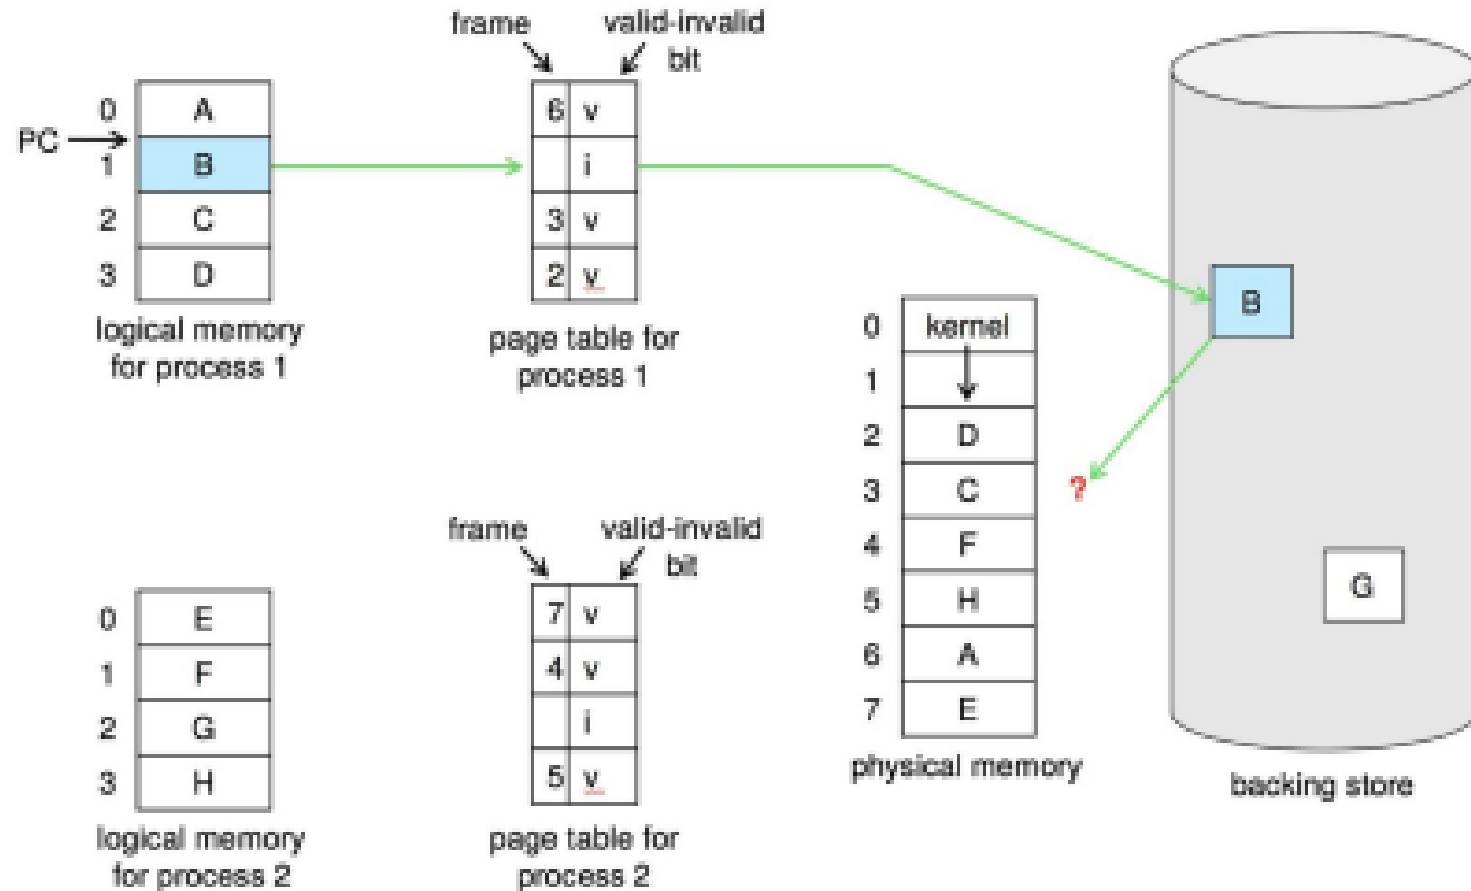 frame valid-invalid
bit
0 A 6 v
PC
1 B i
2 C 3 v
3 D 2 v
logical memory
for process 1
page table for
process 1
0 kernel
1
2 D
3 C ?
4 F
5 H
6 A
7 E
physical memory
B
G
backing store
frame valid-invalid
bit
0 E 7 v
1 F 4 v
2 G i
3 H 5 v
logical memory
for process 2
page table for
process 2